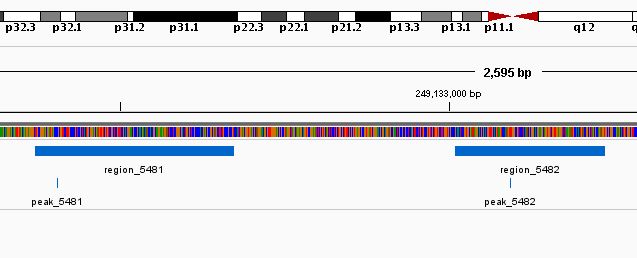 p32.3 p32.1 p31.2 p31.1 p22.3 p22.1 p21.2 p13.3 p13.1 p11.1 q12
2,595 bp
249,133,000 bp
region_5481 region_5482
peak_5481 peak_5482